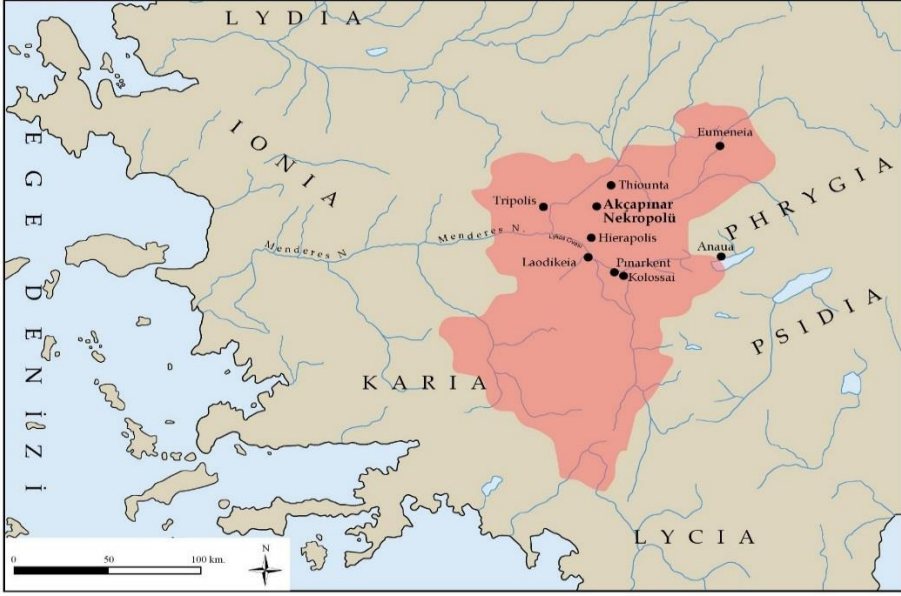 LYDIA
IONIA
EGE DENİZİ
Eumeneia
Thiounta
Tripolis
Akçapınar
Nekropolü
PHRYGIA
Menderes N
Menderes N.
Hierapolis
Laodikeia
Anaua
Pınarkent
Kolossai
PSIDIA
KARIA
LYCIA
N
0 50 100 km.